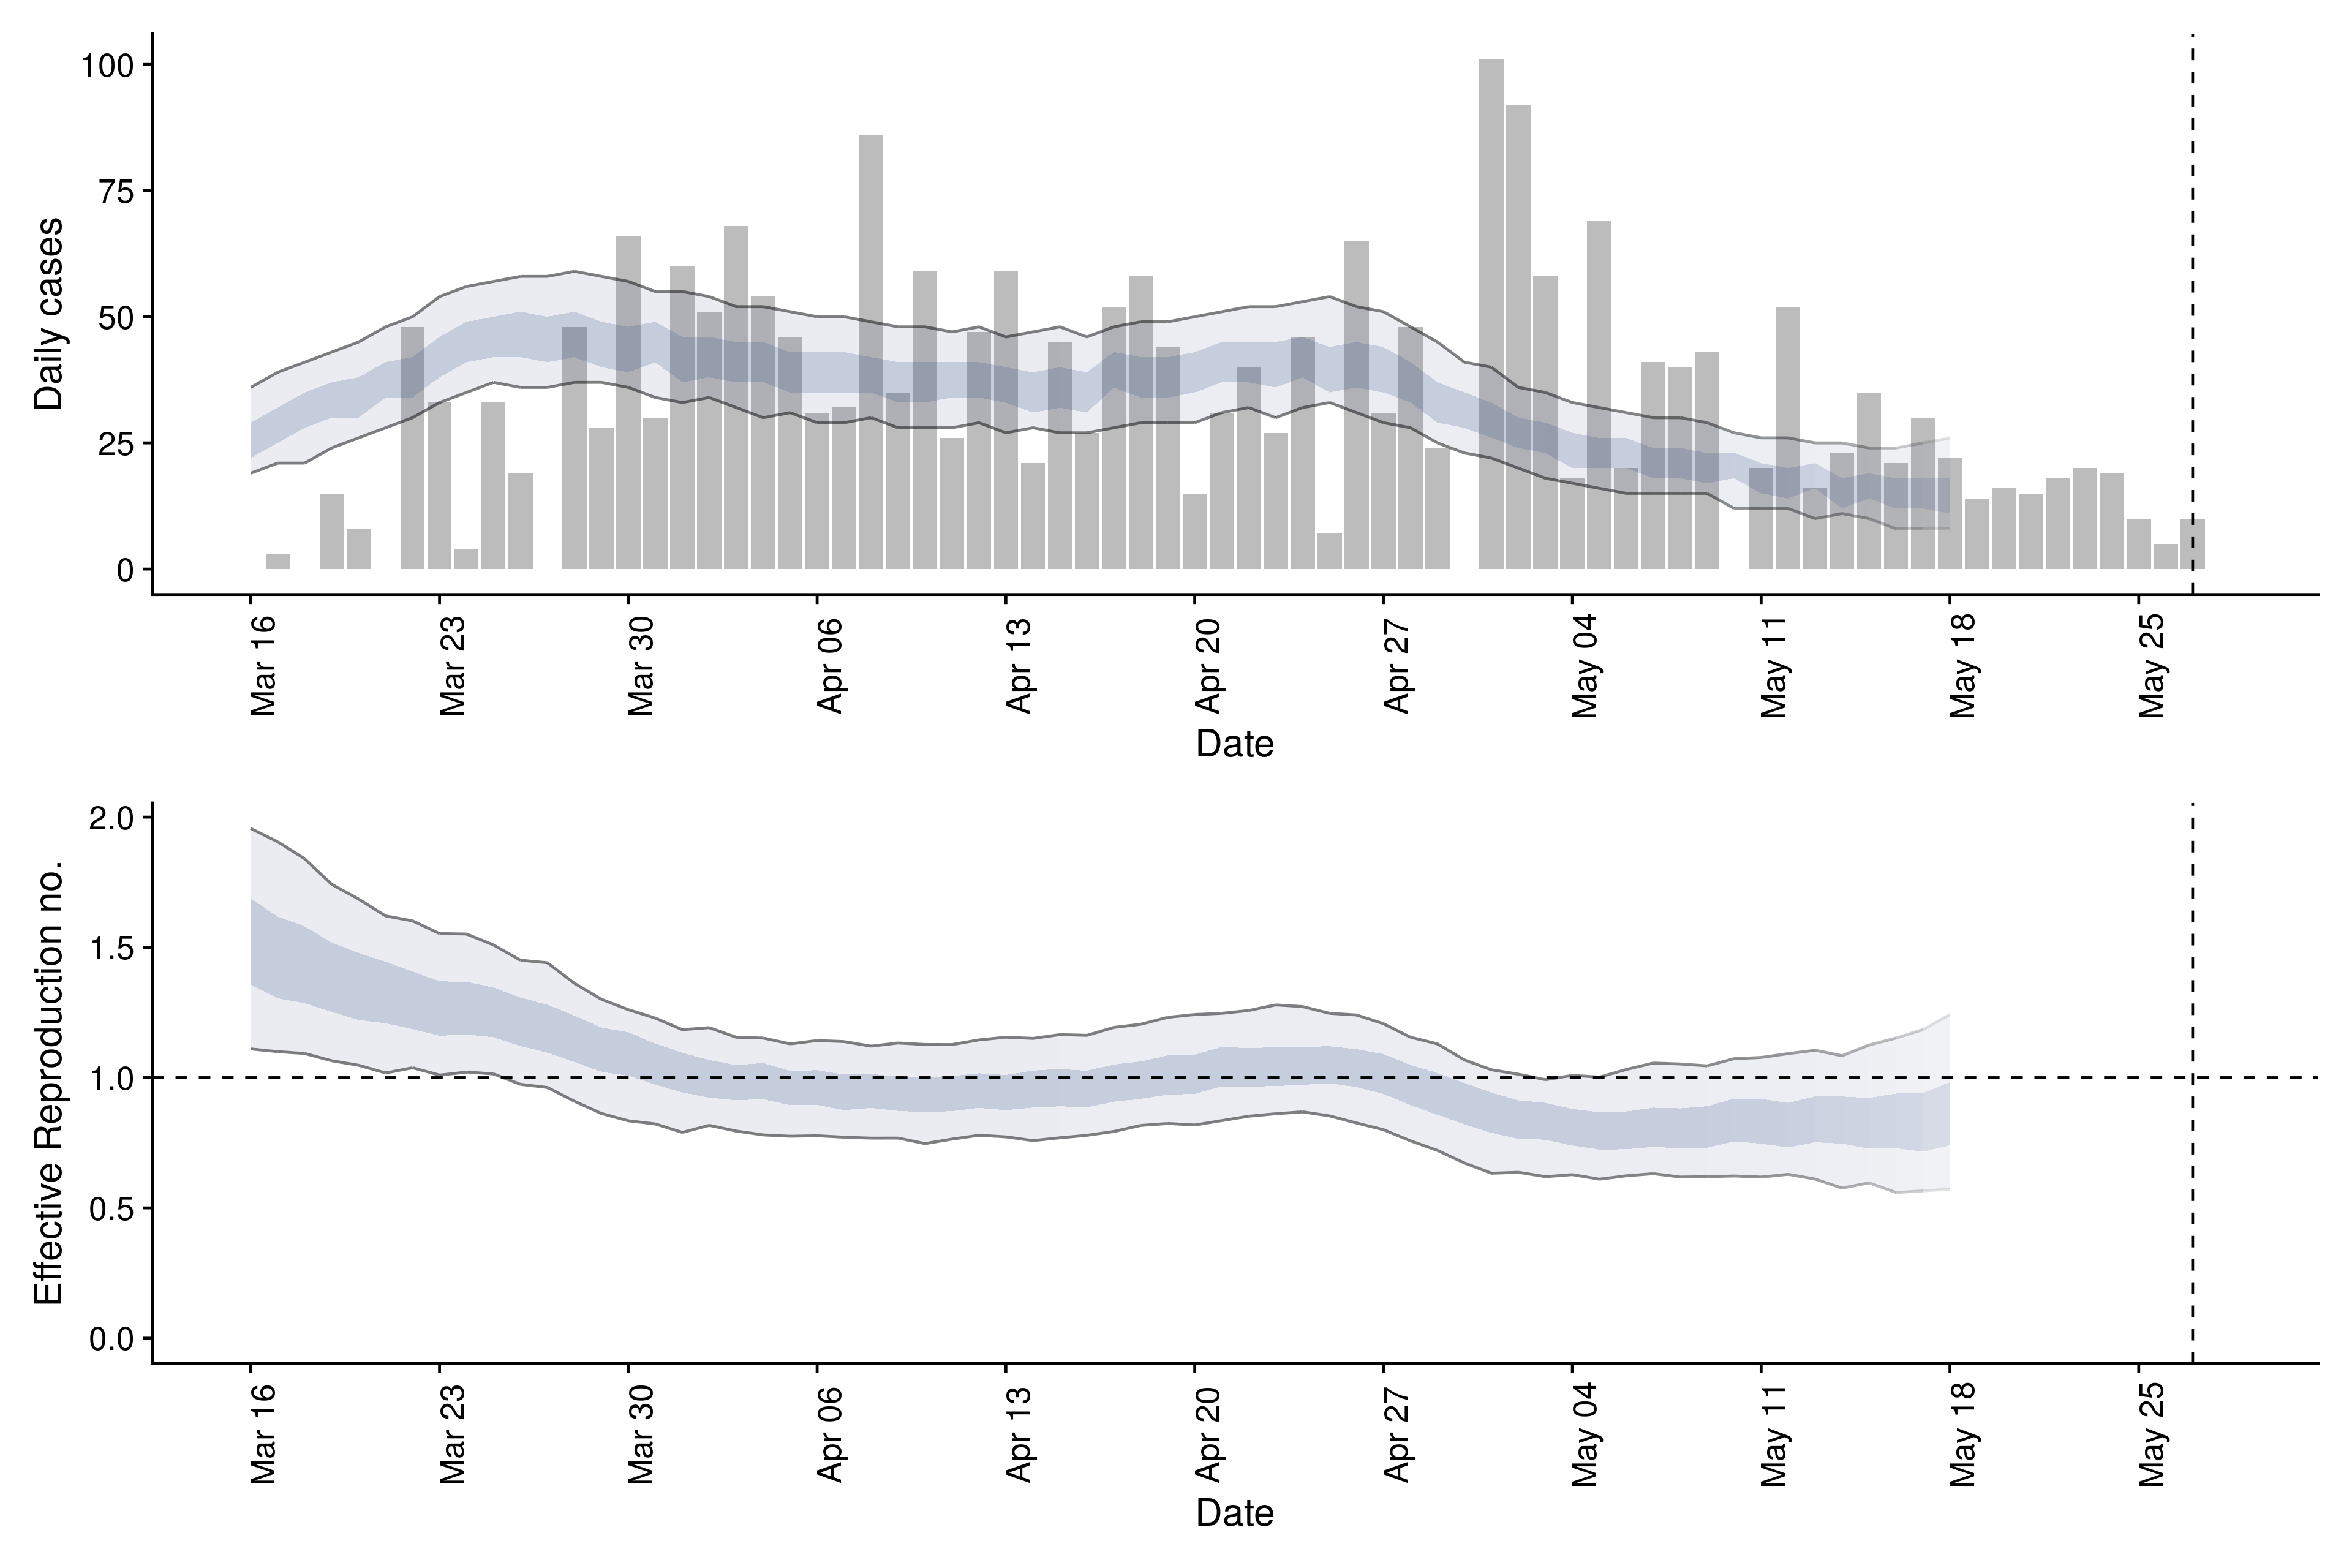 Daily cases
100
75
50
25
0
Mar 16
Mar 23
Mar 30
Apr 06
Apr 13
Apr 20
Apr 27
May 04
May 11
May 18
May 25
Date
Effective Reproduction no.
2.0
1.5
1.0
0.5
0.0
Mar 16
Mar 23
Mar 30
Apr 06
Apr 13
Apr 20
Apr 27
May 04
May 11
May 18
May 25
Date